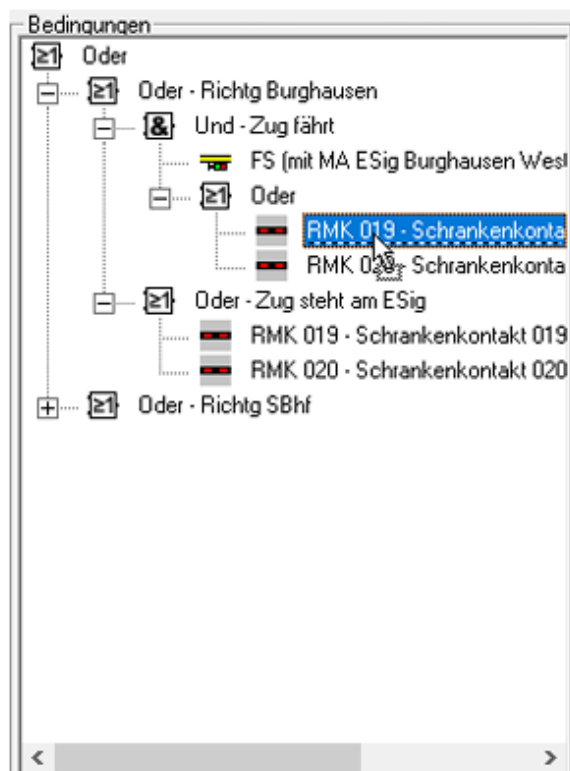 Bedingungen
≥1 Oder
≥1 Oder - Richtg Burghausen
& Und - Zug fährt
FS (mit MA ESig Burghausen West
≥1 Oder
RMK 019 - Schrankenkonta
RMK 020 - Schrankenkonta
≥1 Oder - Zug steht am ESig
RMK 019 - Schrankenkontakt 019
RMK 020 - Schrankenkontakt 020
≥1 Oder - Richtg SBhf